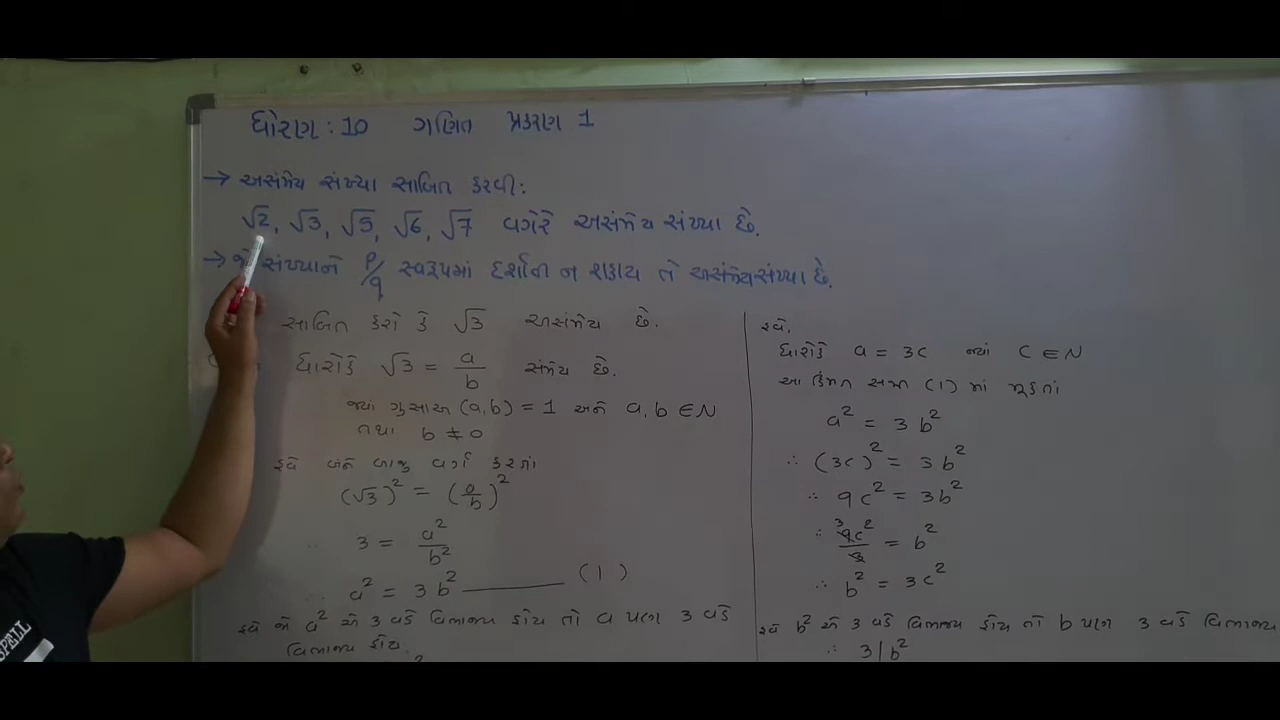 ધોરણ : 10 ગણિત પ્રકરણ 1
→ અસંમેય સંખ્યા સાબિત કરવી :
√2, √3, √5, √6, √7 વગેરે અસંમેય સંખ્યા છે.
→ જે સંખ્યાને P/q સ્વરૂપમાં દર્શાવી ન શકાય તે અસંમેય સંખ્યા છે.
સાબિત કરો કે √3 અસંમેય છે.
ધારોકે √3 = a/b સંમેય છે.
જ્યાં ગુસાઅ (a,b) = 1 અને a, b ∈ N
તથા b ≠ 0
હવે બંને બાજુ વર્ગ કરતાં
(√3)² = (a/b)²
∴ 3 = a²/b²
∴ a² = 3b² ——— (1)
હવે જો a² એ 3 વડે વિભાજ્ય હોય તો a પણ 3 વડે
વિભાજ્ય હોય.
હવે,
ધારોકે a = 3c જ્યાં c ∈ N
આ કિંમત સમી (1) માં મૂકતાં
a² = 3b²
∴ (3c)² = 3b²
∴ 9c² = 3b²
∴ 9c²/3 = b²
∴ b² = 3c²
હવે b² એ 3 વડે વિભાજ્ય હોય તો b પણ 3 વડે વિભાજ્ય
∴ 3|b²
SPELL